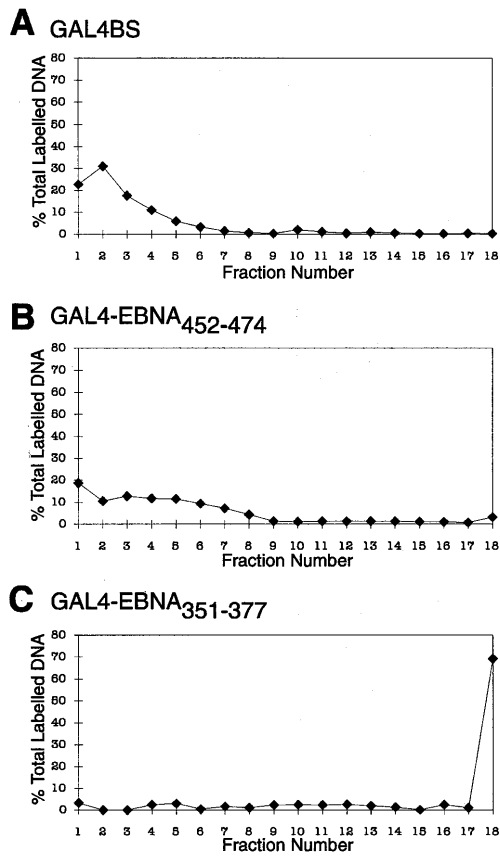 A GAL4BS
% Total Labelled DNA
80
70
60
50
40
30
20
10
0
1 2 3 4 5 6 7 8 9 10 11 12 13 14 15 16 17 18
Fraction Number
B GAL4-EBNA452-474
% Total Labelled DNA
80
70
60
50
40
30
20
10
0
1 2 3 4 5 6 7 8 9 10 11 12 13 14 15 16 17 18
Fraction Number
C GAL4-EBNA351-377
% Total Labelled DNA
80
70
60
50
40
30
20
10
0
1 2 3 4 5 6 7 8 9 10 11 12 13 14 15 16 17 18
Fraction Number